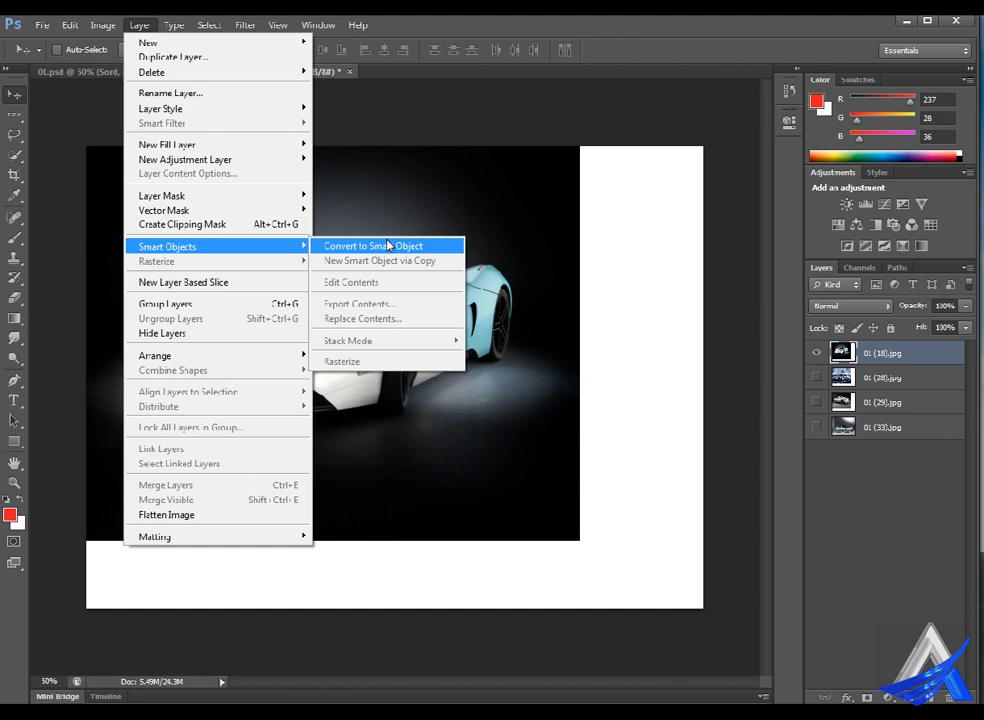 Ps File Edit Image Layer Type Select Filter View Window Help
Auto-Select:
Essentials
01.psd @ 50% (Sord,
B/8#) * ×
New
Duplicate Layer...
Delete
Rename Layer...
Layer Style
Smart Filter
New Fill Layer
New Adjustment Layer
Layer Content Options...
Layer Mask
Vector Mask
Create Clipping Mask Alt+Ctrl+G
Smart Objects
Rasterize
New Layer Based Slice
Group Layers Ctrl+G
Ungroup Layers Shift+Ctrl+G
Hide Layers
Arrange
Combine Shapes
Align Layers to Selection
Distribute
Lock All Layers in Group...
Link Layers
Select Linked Layers
Merge Layers Ctrl+E
Merge Visible Shift+Ctrl+E
Flatten Image
Matting
Convert to Smart Object
New Smart Object via Copy
Edit Contents
Export Contents...
Replace Contents...
Stack Mode
Rasterize
Color Swatches
R 237
G 28
B 36
Adjustments Styles
Add an adjustment
Layers Channels Paths
Kind
Normal Opacity: 100%
Lock: Fill: 100%
01 (18).jpg
01 (28).jpg
01 (29).jpg
01 (33).jpg
50% Doc: 5.49M/24.3M
Mini Bridge Timeline